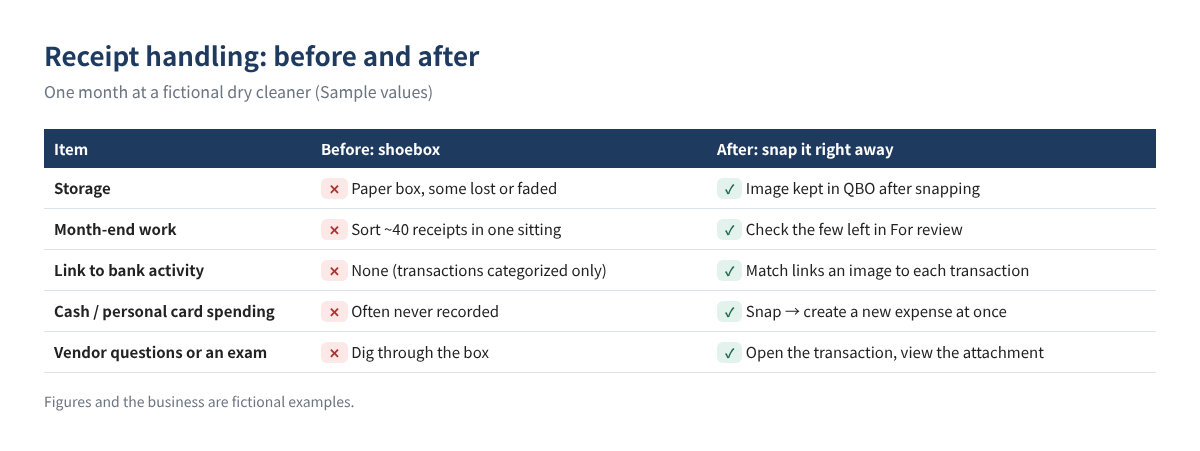 Receipt handling: before and after
One month at a fictional dry cleaner (Sample values)
Item Before: shoebox After: snap it right away
Storage ✕ Paper box, some lost or faded ✓ Image kept in QBO after snapping
Month-end work ✕ Sort ~40 receipts in one sitting ✓ Check the few left in For review
Link to bank activity ✕ None (transactions categorized only) ✓ Match links an image to each transaction
Cash / personal card spending ✕ Often never recorded ✓ Snap → create a new expense at once
Vendor questions or an exam ✕ Dig through the box ✓ Open the transaction, view the attachment
Figures and the business are fictional examples.